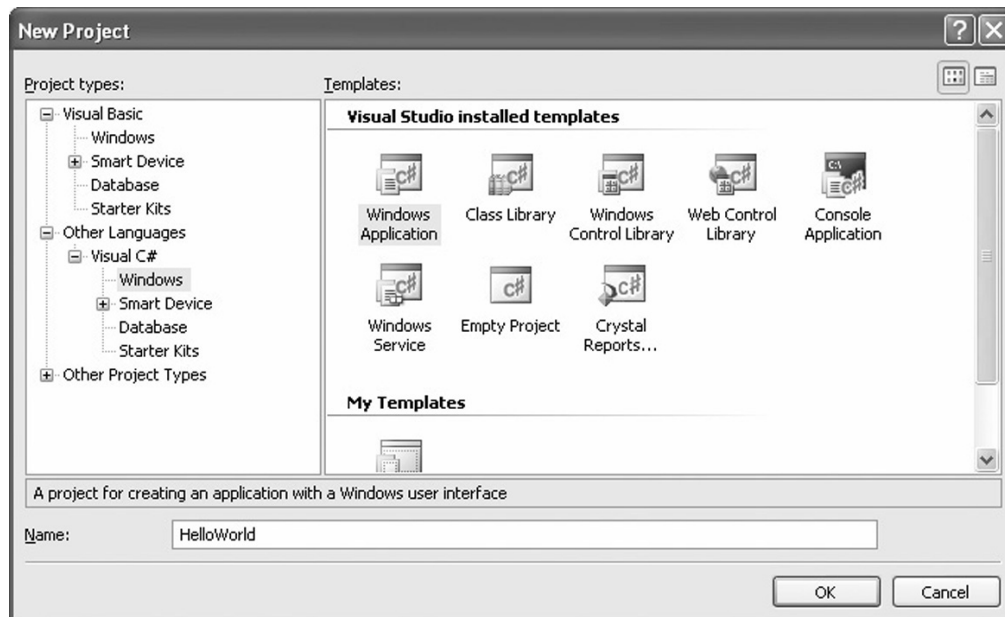 New Project
Project types:
Templates:
Visual Basic
Windows
Smart Device
Database
Starter Kits
Other Languages
Visual C#
Windows
Smart Device
Database
Starter Kits
Other Project Types
Visual Studio installed templates
Windows Application
Class Library
Windows Control Library
Web Control Library
Console Application
Windows Service
Empty Project
Crystal Reports...
My Templates
A project for creating an application with a Windows user interface
Name:
HelloWorld
OK
Cancel